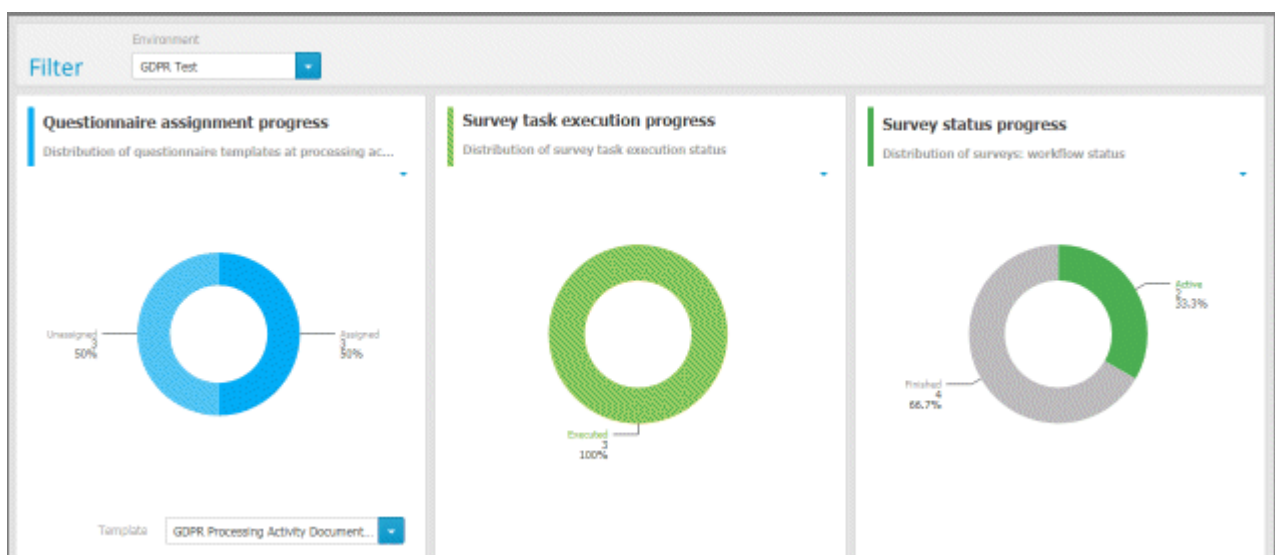 Environment
Filter
GDPR Test
Questionnaire assignment progress
Distribution of questionnaire templates at processing ac...
Unassigned
3
50%
Assigned
3
50%
Template
GDPR Processing Activity Document...
Survey task execution progress
Distribution of survey task execution status
Executed
3
100%
Survey status progress
Distribution of surveys: workflow status
Active
2
33.3%
Finished
4
66.7%